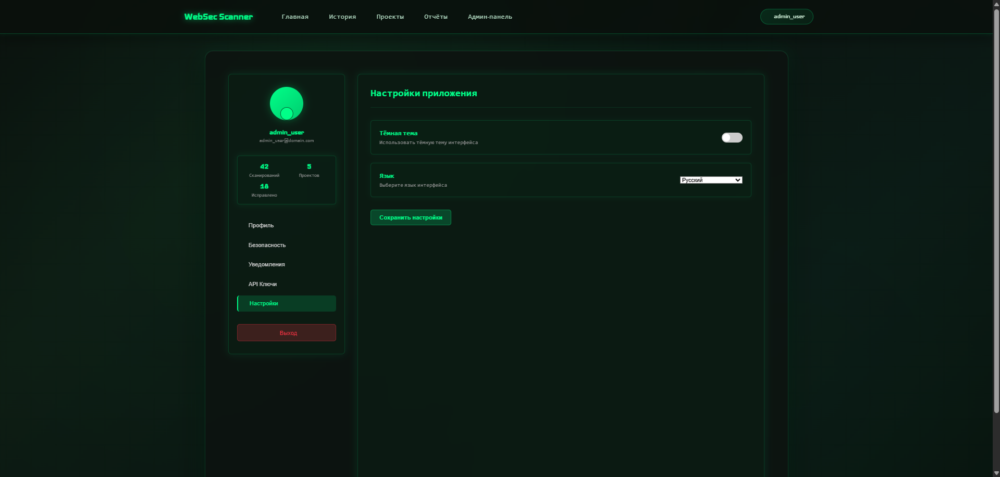 WebSec Scanner
Главная
История
Проекты
Отчёты
Админ-панель
admin_user
admin_user
admin_user@domain.com
42
Сканирований
5
Проектов
18
Исправлено
Профиль
Безопасность
Уведомления
API Ключи
Настройки
Выход
Настройки приложения
Тёмная тема
Использовать тёмную тему интерфейса
Язык
Выберите язык интерфейса
Русский
Сохранить настройки